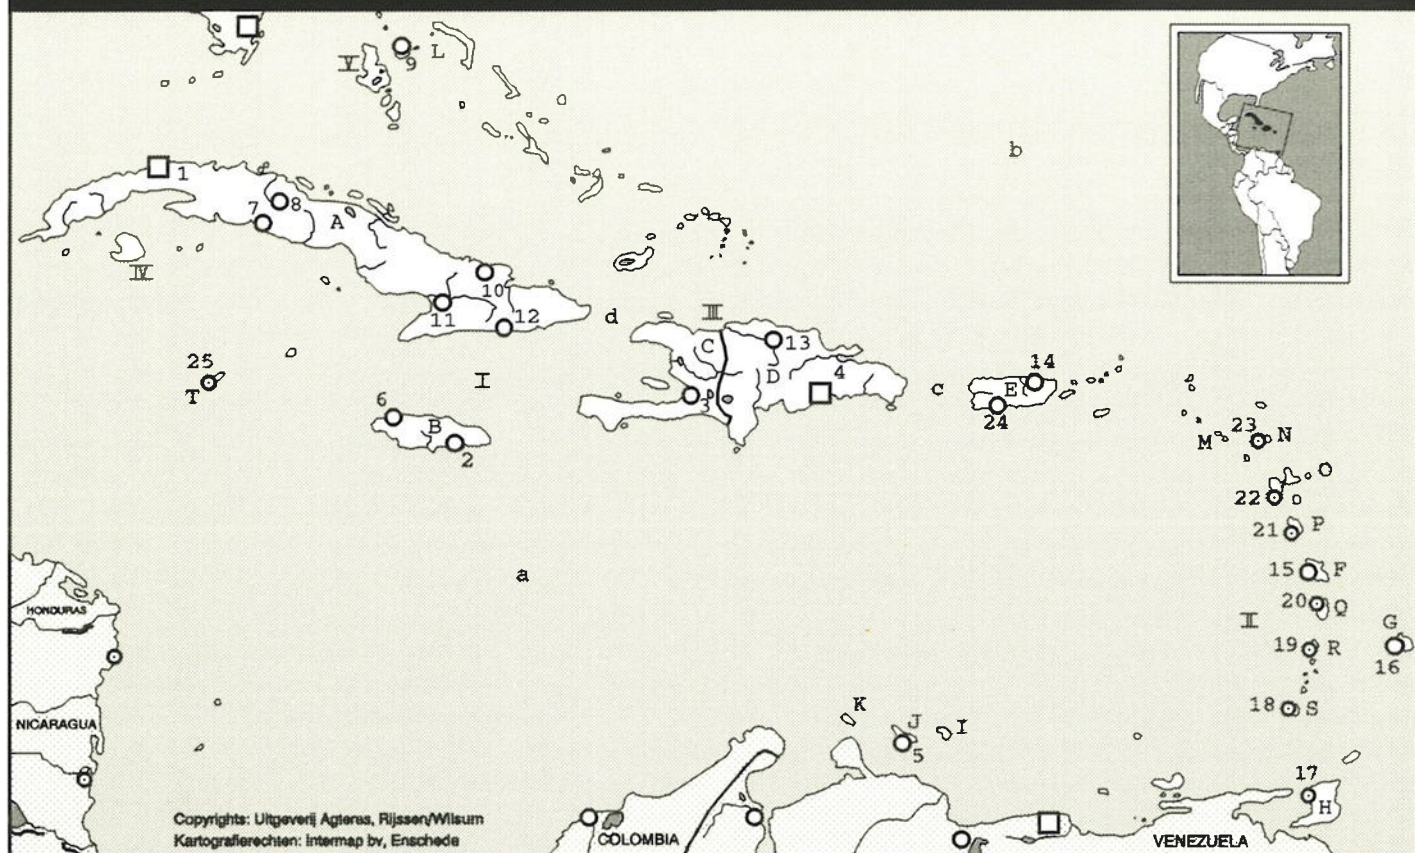 V
9
L
1
8
7
A
IV
b
10
11
12
d
III
C
13
D
4
3
25
T
I
6
B
2
c
14
E
24
M
23
N
O
22
21
P
a
15
F
20
Q
II
19
R
G
16
18
S
K
J
5
I
17
H
HONDURAS
NICARAGUA
COLOMBIA
VENEZUELA
Copyrights: Uitgeverij Agteres, Rijssen/Wilsum
Kartografierechten: Intermap bv, Enschede